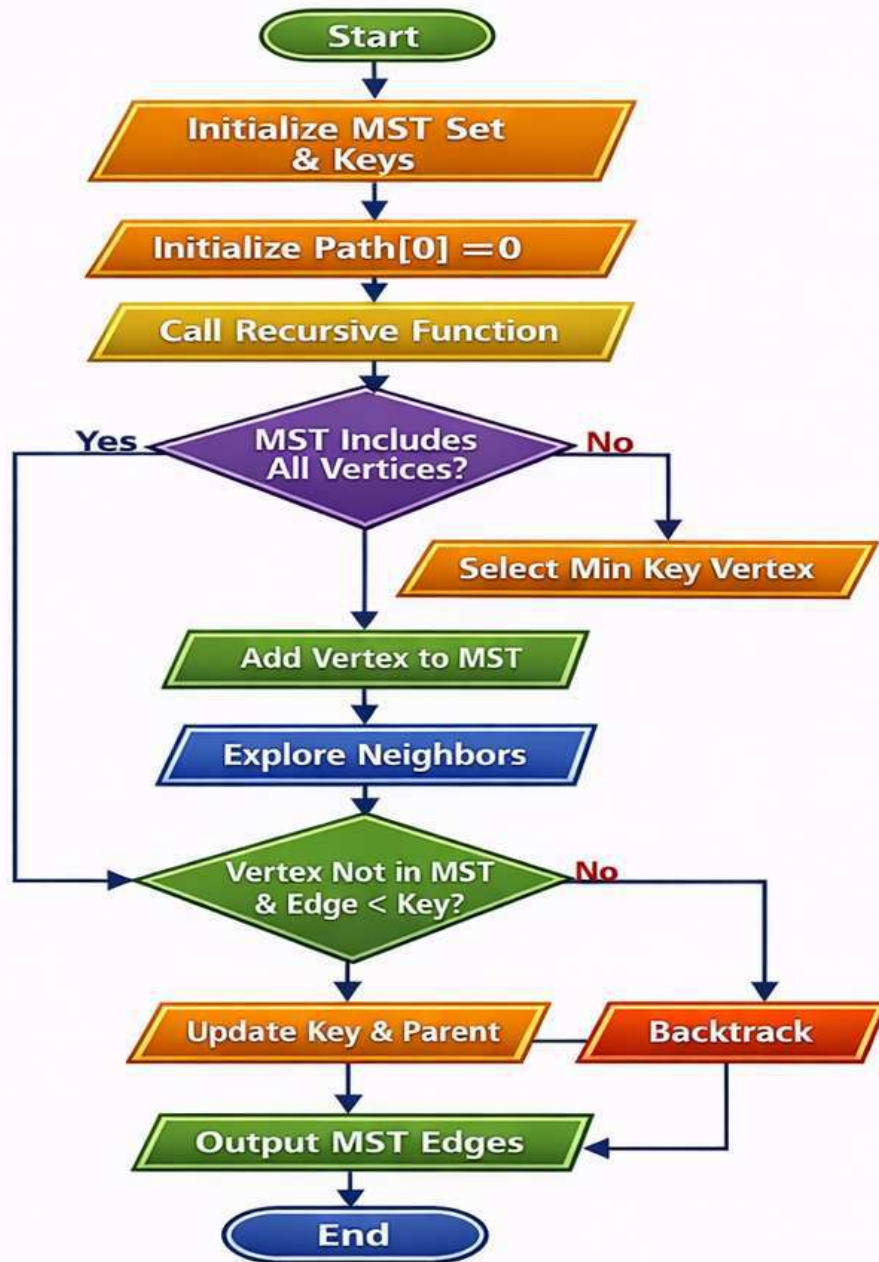 Start
Initialize MST Set
& Keys
Initialize Path[0] =0
Call Recursive Function
Yes
MST Includes
All Vertices?
No
Select Min Key Vertex
Add Vertex to MST
Explore Neighbors
Vertex Not in MST
& Edge < Key?
No
Update Key & Parent
Backtrack
Output MST Edges
End